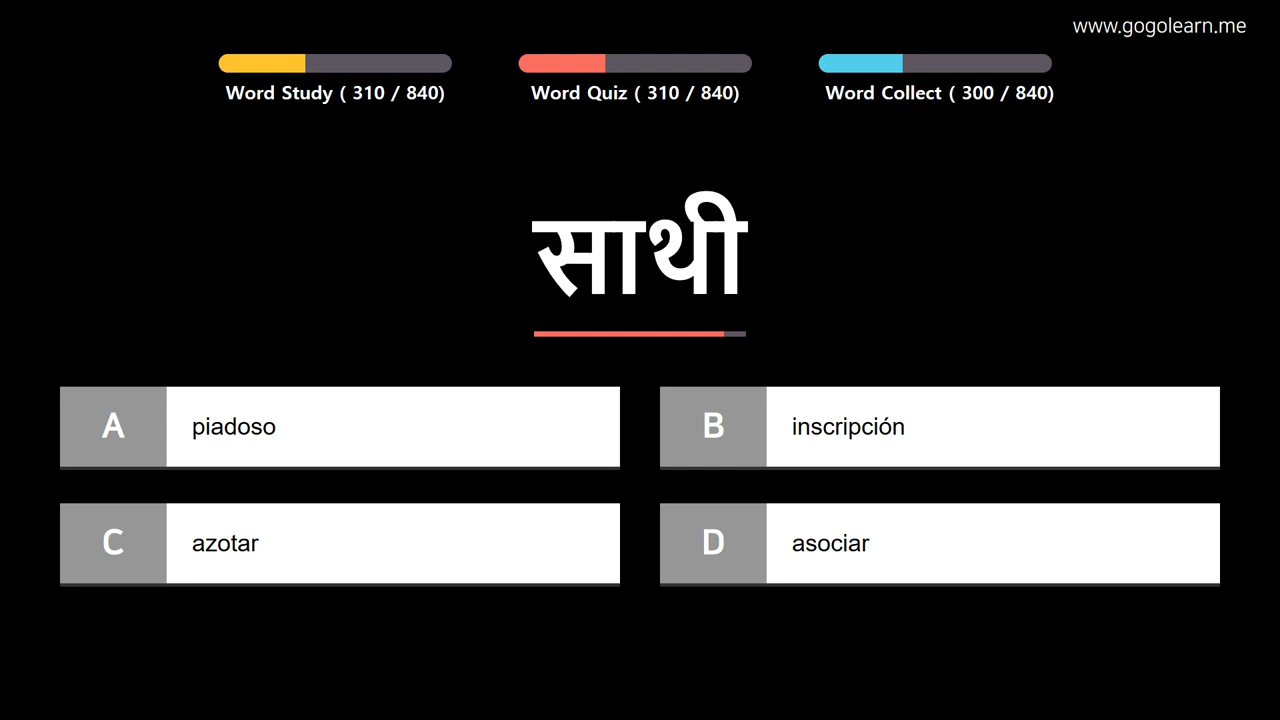 www.gogolearn.me
Word Study ( 310 / 840)
Word Quiz ( 310 / 840)
Word Collect ( 300 / 840)
साथी
A piadoso
B inscripción
C azotar
D asociar